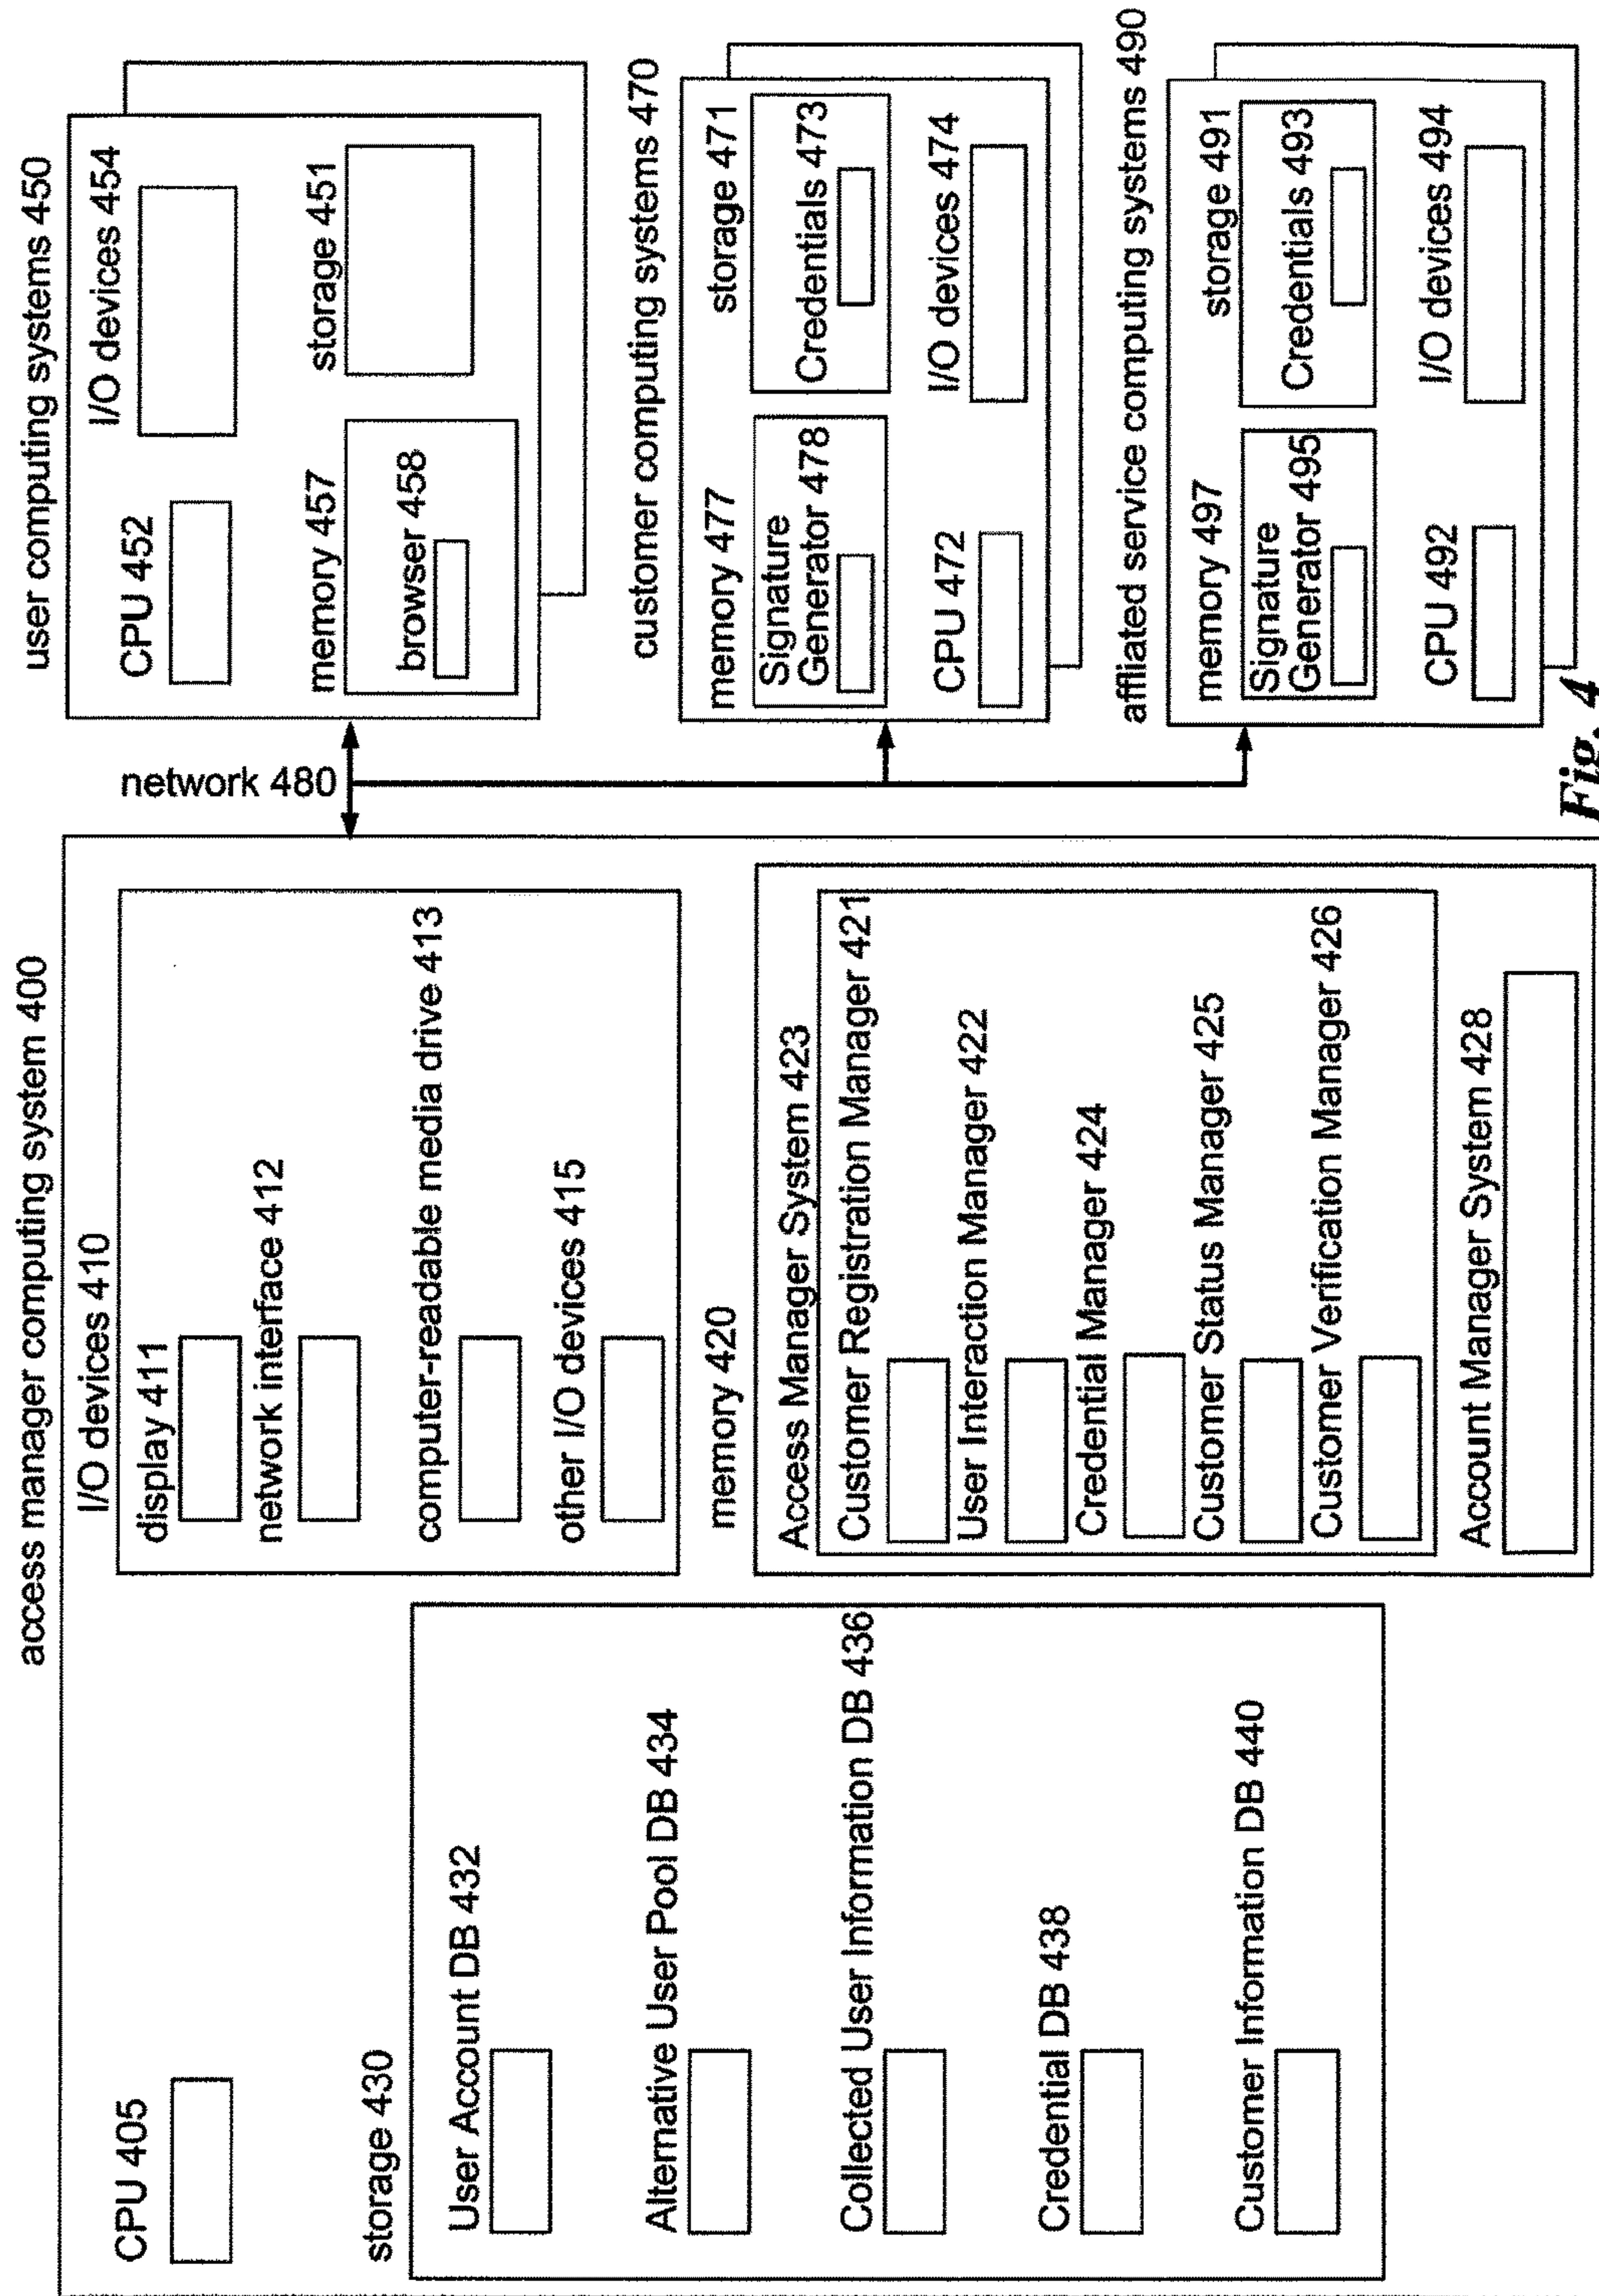 access manager computing system 400
CPU 405
storage 430
User Account DB 432
Alternative User Pool DB 434
Collected User Information DB 436
Credential DB 438
Customer Information DB 440
I/O devices 410
display 411
network interface 412
computer-readable media drive 413
other I/O devices 415
memory 420
Access Manager System 423
Customer Registration Manager 421
User Interaction Manager 422
Credential Manager 424
Customer Status Manager 425
Customer Verification Manager 426
Account Manager System 428
network 480
user computing systems 450
CPU 452
I/O devices 454
memory 457
browser 458
storage 451
customer computing systems 470
memory 477
Signature
Generator 478
storage 471
Credentials 473
CPU 472
I/O devices 474
affiliated service computing systems 490
memory 497
Signature
Generator 495
storage 491
Credentials 493
CPU 492
I/O devices 494
Fig. 4